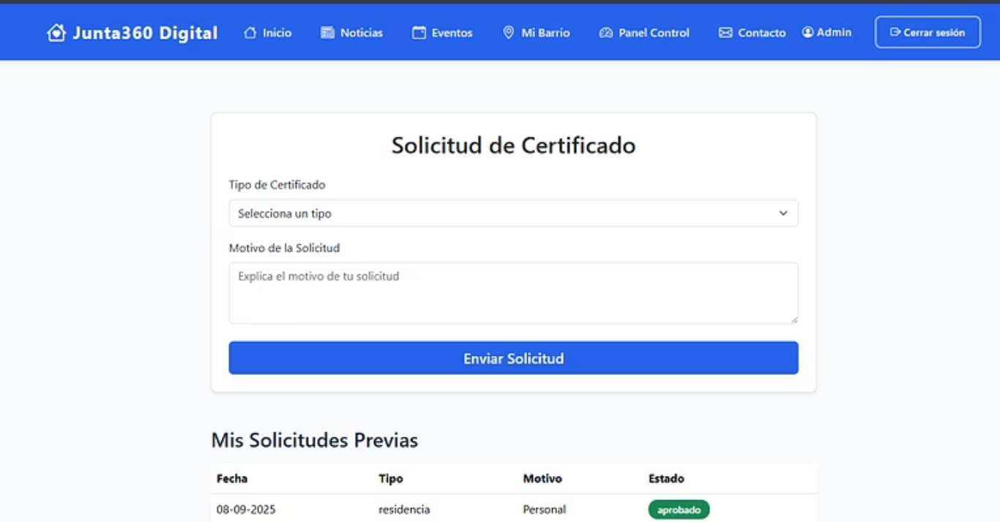 Junta360 Digital Inicio Noticias Eventos Mi Barrio Panel Control Contacto Admin Cerrar sesión
Solicitud de Certificado
Tipo de Certificado
Selecciona un tipo
Motivo de la Solicitud
Explica el motivo de tu solicitud
Enviar Solicitud
Mis Solicitudes Previas
Fecha Tipo Motivo Estado
08-09-2025 residencia Personal aprobado